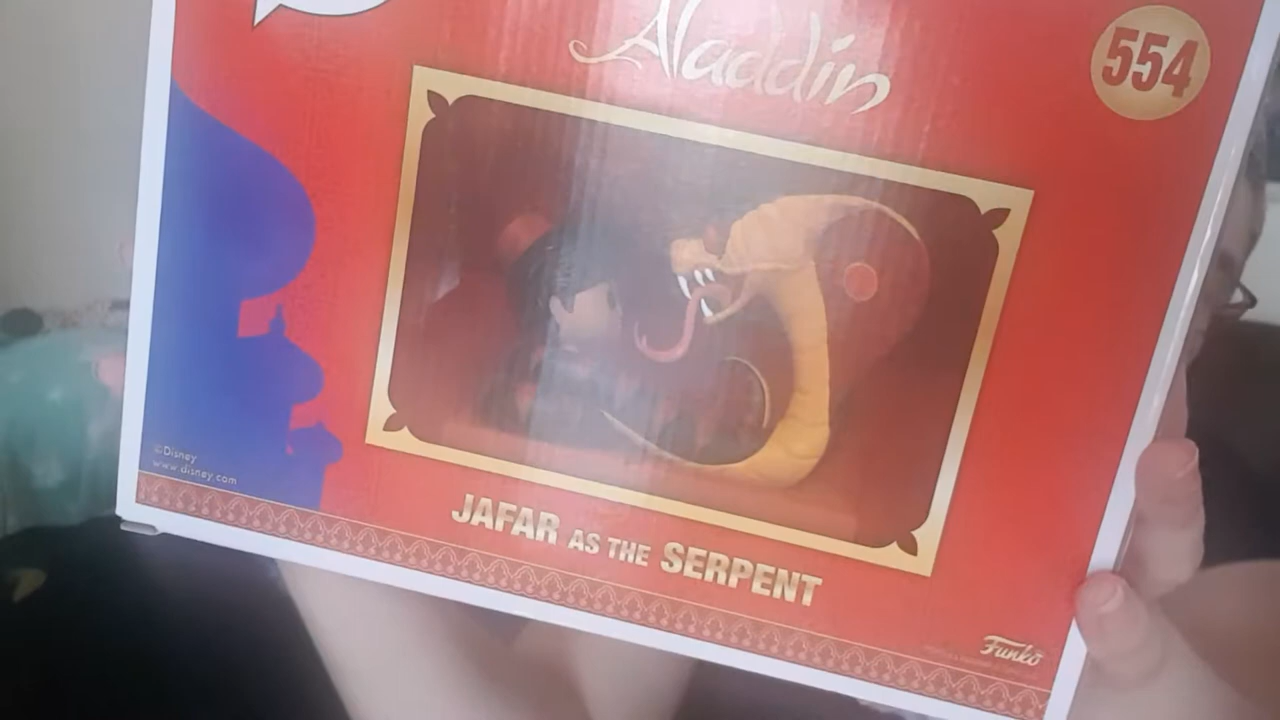 Aladdin
554
©Disney
www.disney.com
JAFAR AS THE SERPENT
Funko